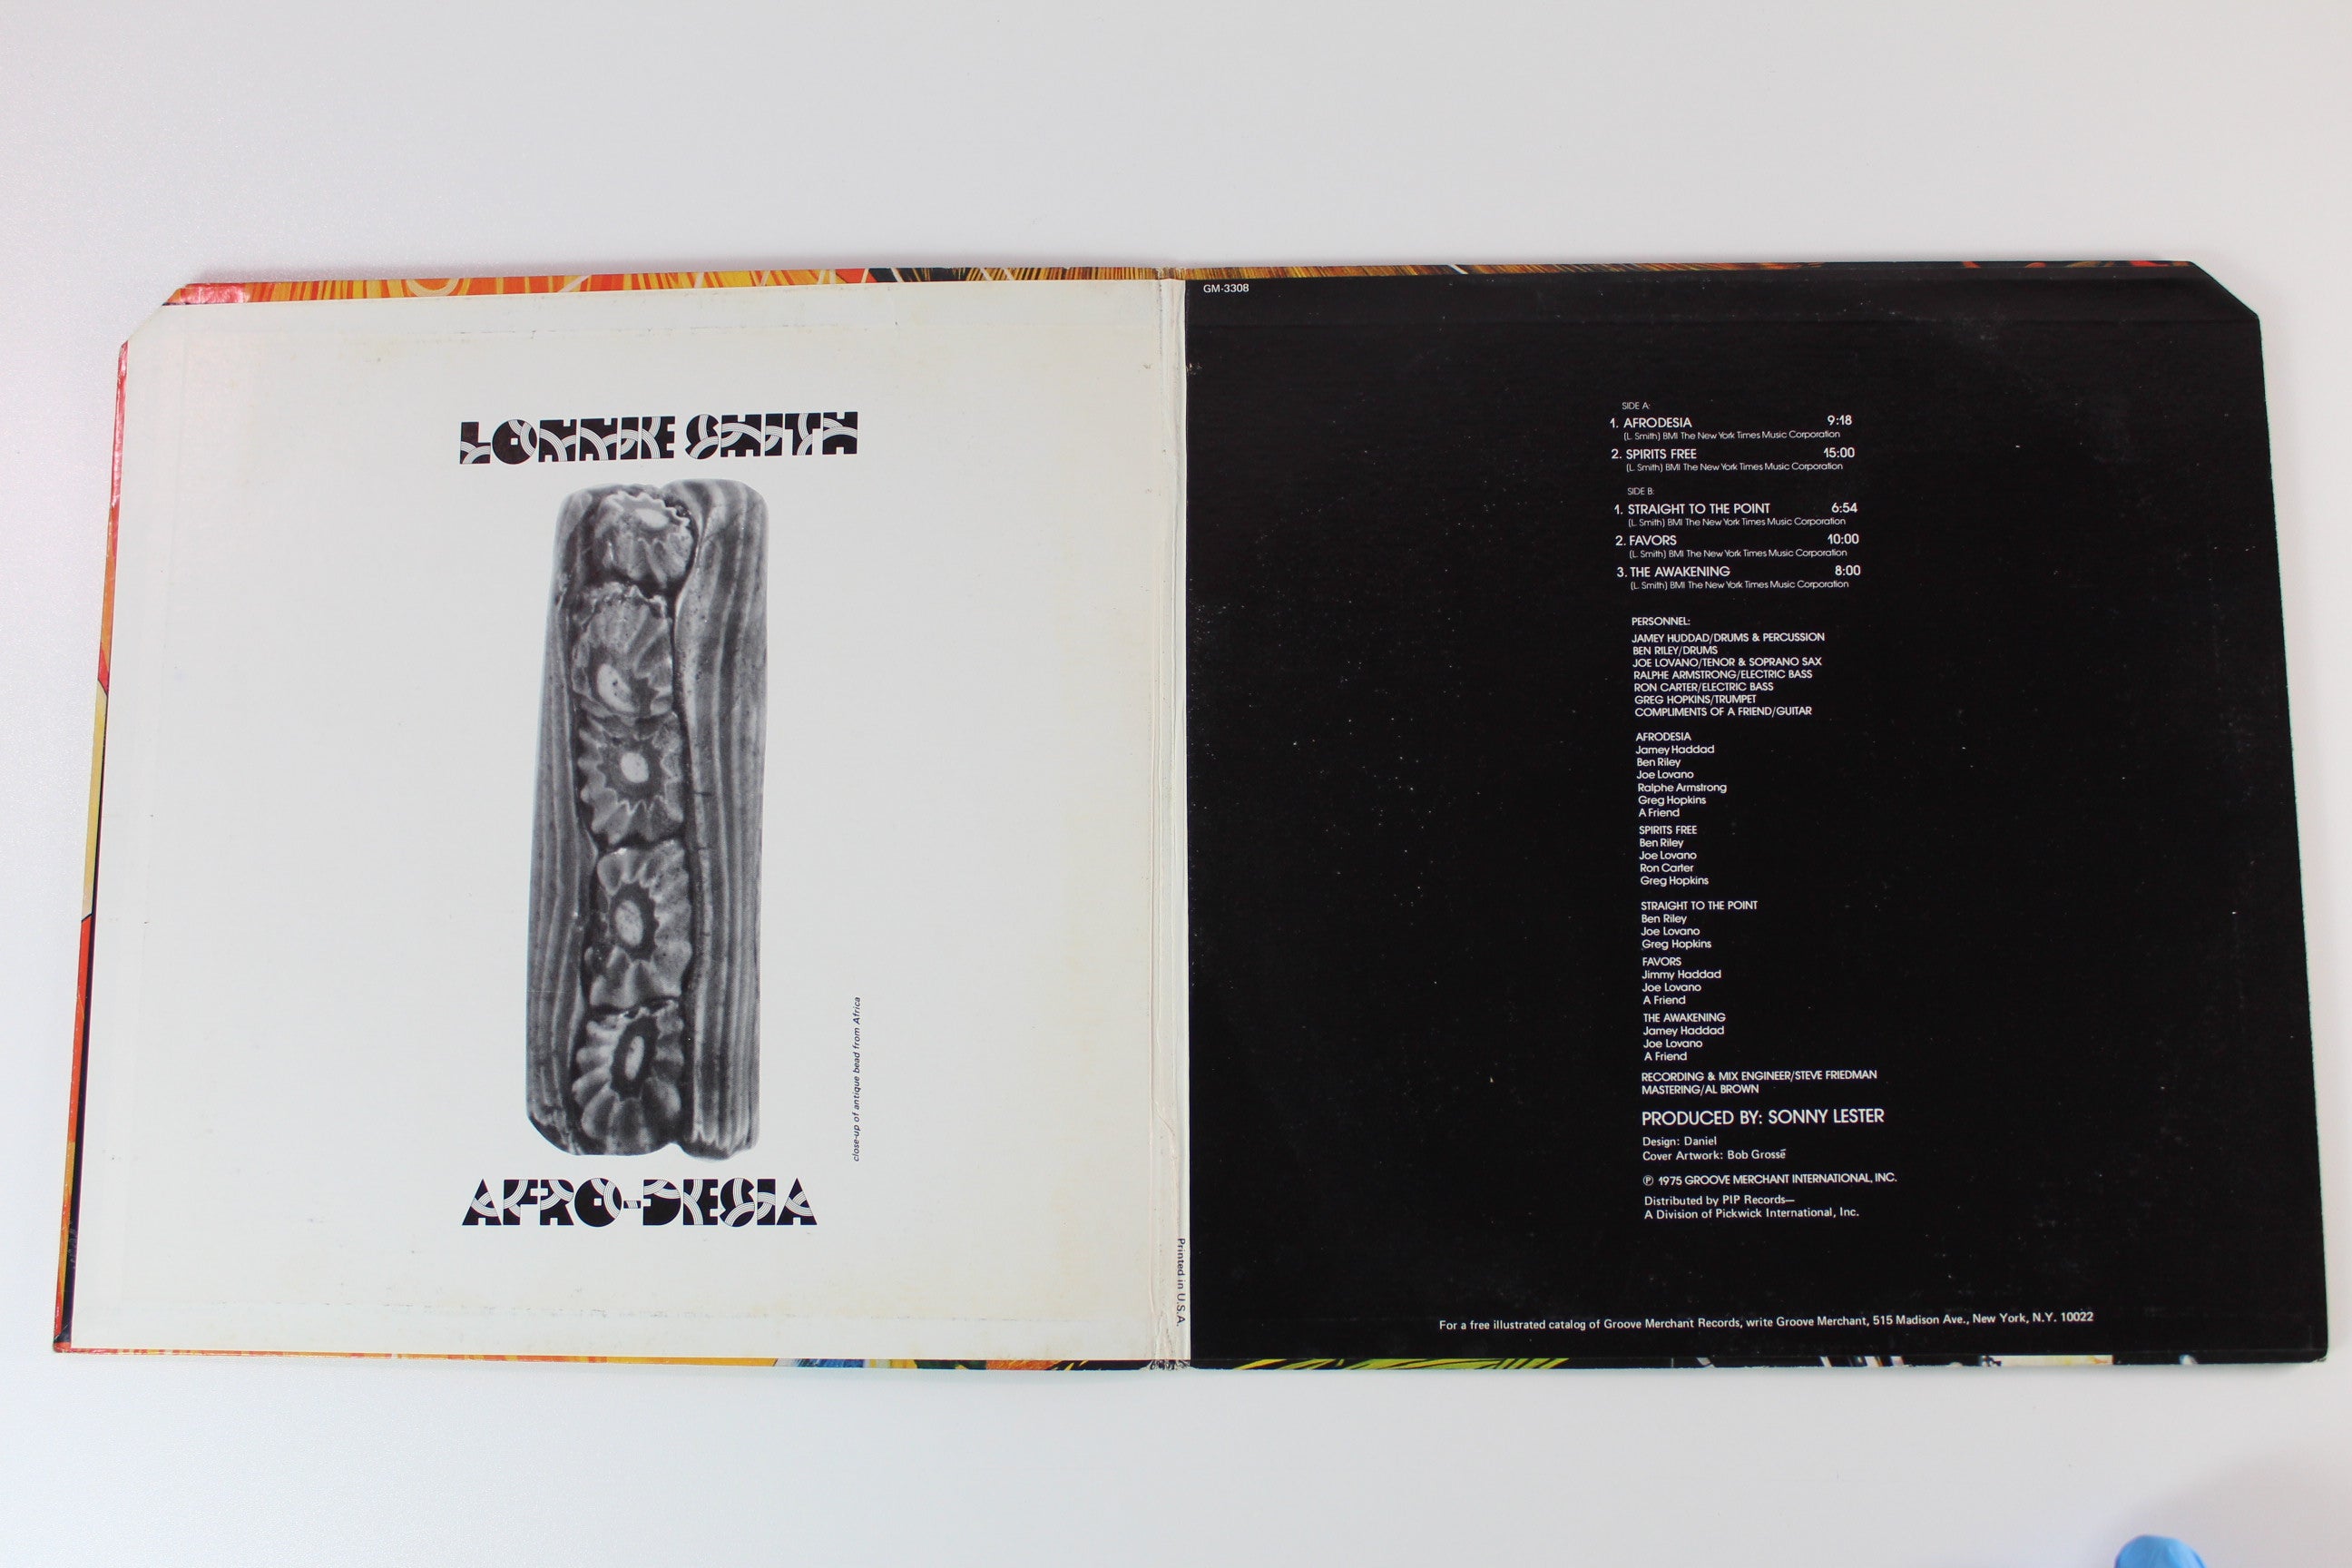 LONNIE SMITH
close-up of antique bead from Africa
AFRO-DESIA
Printed in U.S.A.
GM-3308
SIDE A:
1. AFRODESIA 9:18
(L. Smith) BMI The New York Times Music Corporation
2. SPIRITS FREE 15:00
(L. Smith) BMI The New York Times Music Corporation
SIDE B:
1. STRAIGHT TO THE POINT 6:54
(L. Smith) BMI The New York Times Music Corporation
2. FAVORS 10:00
(L. Smith) BMI The New York Times Music Corporation
3. THE AWAKENING 8:00
(L. Smith) BMI The New York Times Music Corporation
PERSONNEL:
JAMEY HUDDAD/DRUMS & PERCUSSION
BEN RILEY/DRUMS
JOE LOVANO/TENOR & SOPRANO SAX
RALPHE ARMSTRONG/ELECTRIC BASS
RON CARTER/ELECTRIC BASS
GREG HOPKINS/TRUMPET
COMPLIMENTS OF A FRIEND/GUITAR
AFRODESIA
Jamey Haddad
Ben Riley
Joe Lovano
Ralphe Armstrong
Greg Hopkins
A Friend
SPIRITS FREE
Ben Riley
Joe Lovano
Ron Carter
Greg Hopkins
STRAIGHT TO THE POINT
Ben Riley
Joe Lovano
Greg Hopkins
FAVORS
Jimmy Haddad
Joe Lovano
A Friend
THE AWAKENING
Jamey Haddad
Joe Lovano
A Friend
RECORDING & MIX ENGINEER/STEVE FRIEDMAN
MASTERING/AL BROWN
PRODUCED BY: SONNY LESTER
Design: Daniel
Cover Artwork: Bob Grossē
℗ 1975 GROOVE MERCHANT INTERNATIONAL, INC.
Distributed by PIP Records—
A Division of Pickwick International, Inc.
For a free illustrated catalog of Groove Merchant Records, write Groove Merchant, 515 Madison Ave., New York, N.Y. 10022